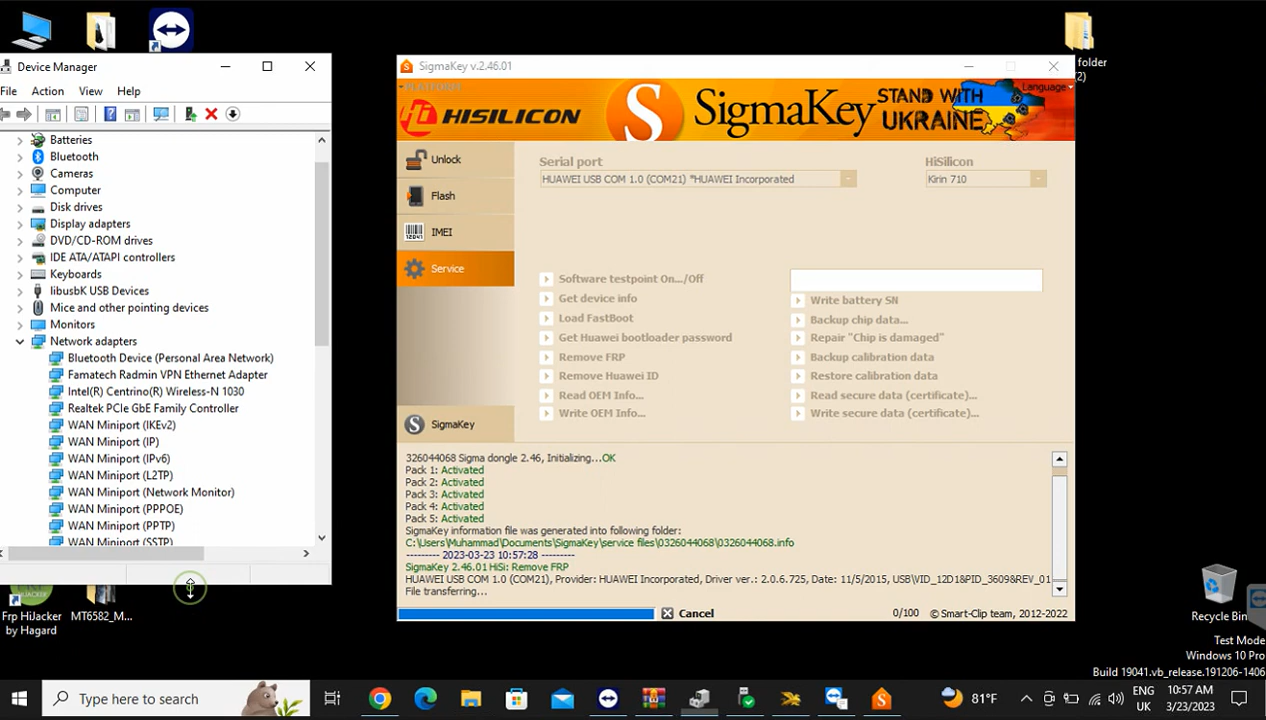 Device Manager
File Action View Help
Batteries
Bluetooth
Cameras
Computer
Disk drives
Display adapters
DVD/CD-ROM drives
IDE ATA/ATAPI controllers
Keyboards
libusbK USB Devices
Mice and other pointing devices
Monitors
Network adapters
Bluetooth Device (Personal Area Network)
Famatech Radmin VPN Ethernet Adapter
Intel(R) Centrino(R) Wireless-N 1030
Realtek PCIe GbE Family Controller
WAN Miniport (IKEv2)
WAN Miniport (IP)
WAN Miniport (IPv6)
WAN Miniport (L2TP)
WAN Miniport (Network Monitor)
WAN Miniport (PPPOE)
WAN Miniport (PPTP)
WAN Miniport (SSTP)
Frp HiJacker
by Hagard
MT6582_M...
SigmaKey v.2.46.01
Language
HISILICON
S
SigmaKey
STAND WITH
UKRAINE
Unlock
Flash
IMEI
Service
SigmaKey
Serial port
HUAWEI USB COM 1.0 (COM21) "HUAWEI Incorporated
HiSilicon
Kirin 710
Software testpoint On.../Off
Get device info
Load FastBoot
Get Huawei bootloader password
Remove FRP
Remove Huawei ID
Read OEM Info...
Write OEM Info...
Write battery SN
Backup chip data...
Repair "Chip is damaged"
Backup calibration data
Restore calibration data
Read secure data (certificate)...
Write secure data (certificate)...
326044068 Sigma dongle 2.46, Initializing...OK
Pack 1: Activated
Pack 2: Activated
Pack 3: Activated
Pack 4: Activated
Pack 5: Activated
SigmaKey information file was generated into following folder:
C:\Users\Muhammad\Documents\SigmaKey\service files\0326044068\0326044068.info
--------- 2023-03-23 10:57:28 ---------
SigmaKey 2.46.01 HiSi: Remove FRP
HUAWEI USB COM 1.0 (COM21), Provider: HUAWEI Incorporated, Driver ver.: 2.0.6.725, Date: 11/5/2015, USB\VID_12D1&PID_3609&REV_01
File transferring...
Cancel
0/100
© Smart-Clip team, 2012-2022
folder
(2)
Recycle Bin
Test Mode
Windows 10 Pro
Build 19041.vb_release.191206-1406
Type here to search
81°F
ENG
UK
10:57 AM
3/23/2023